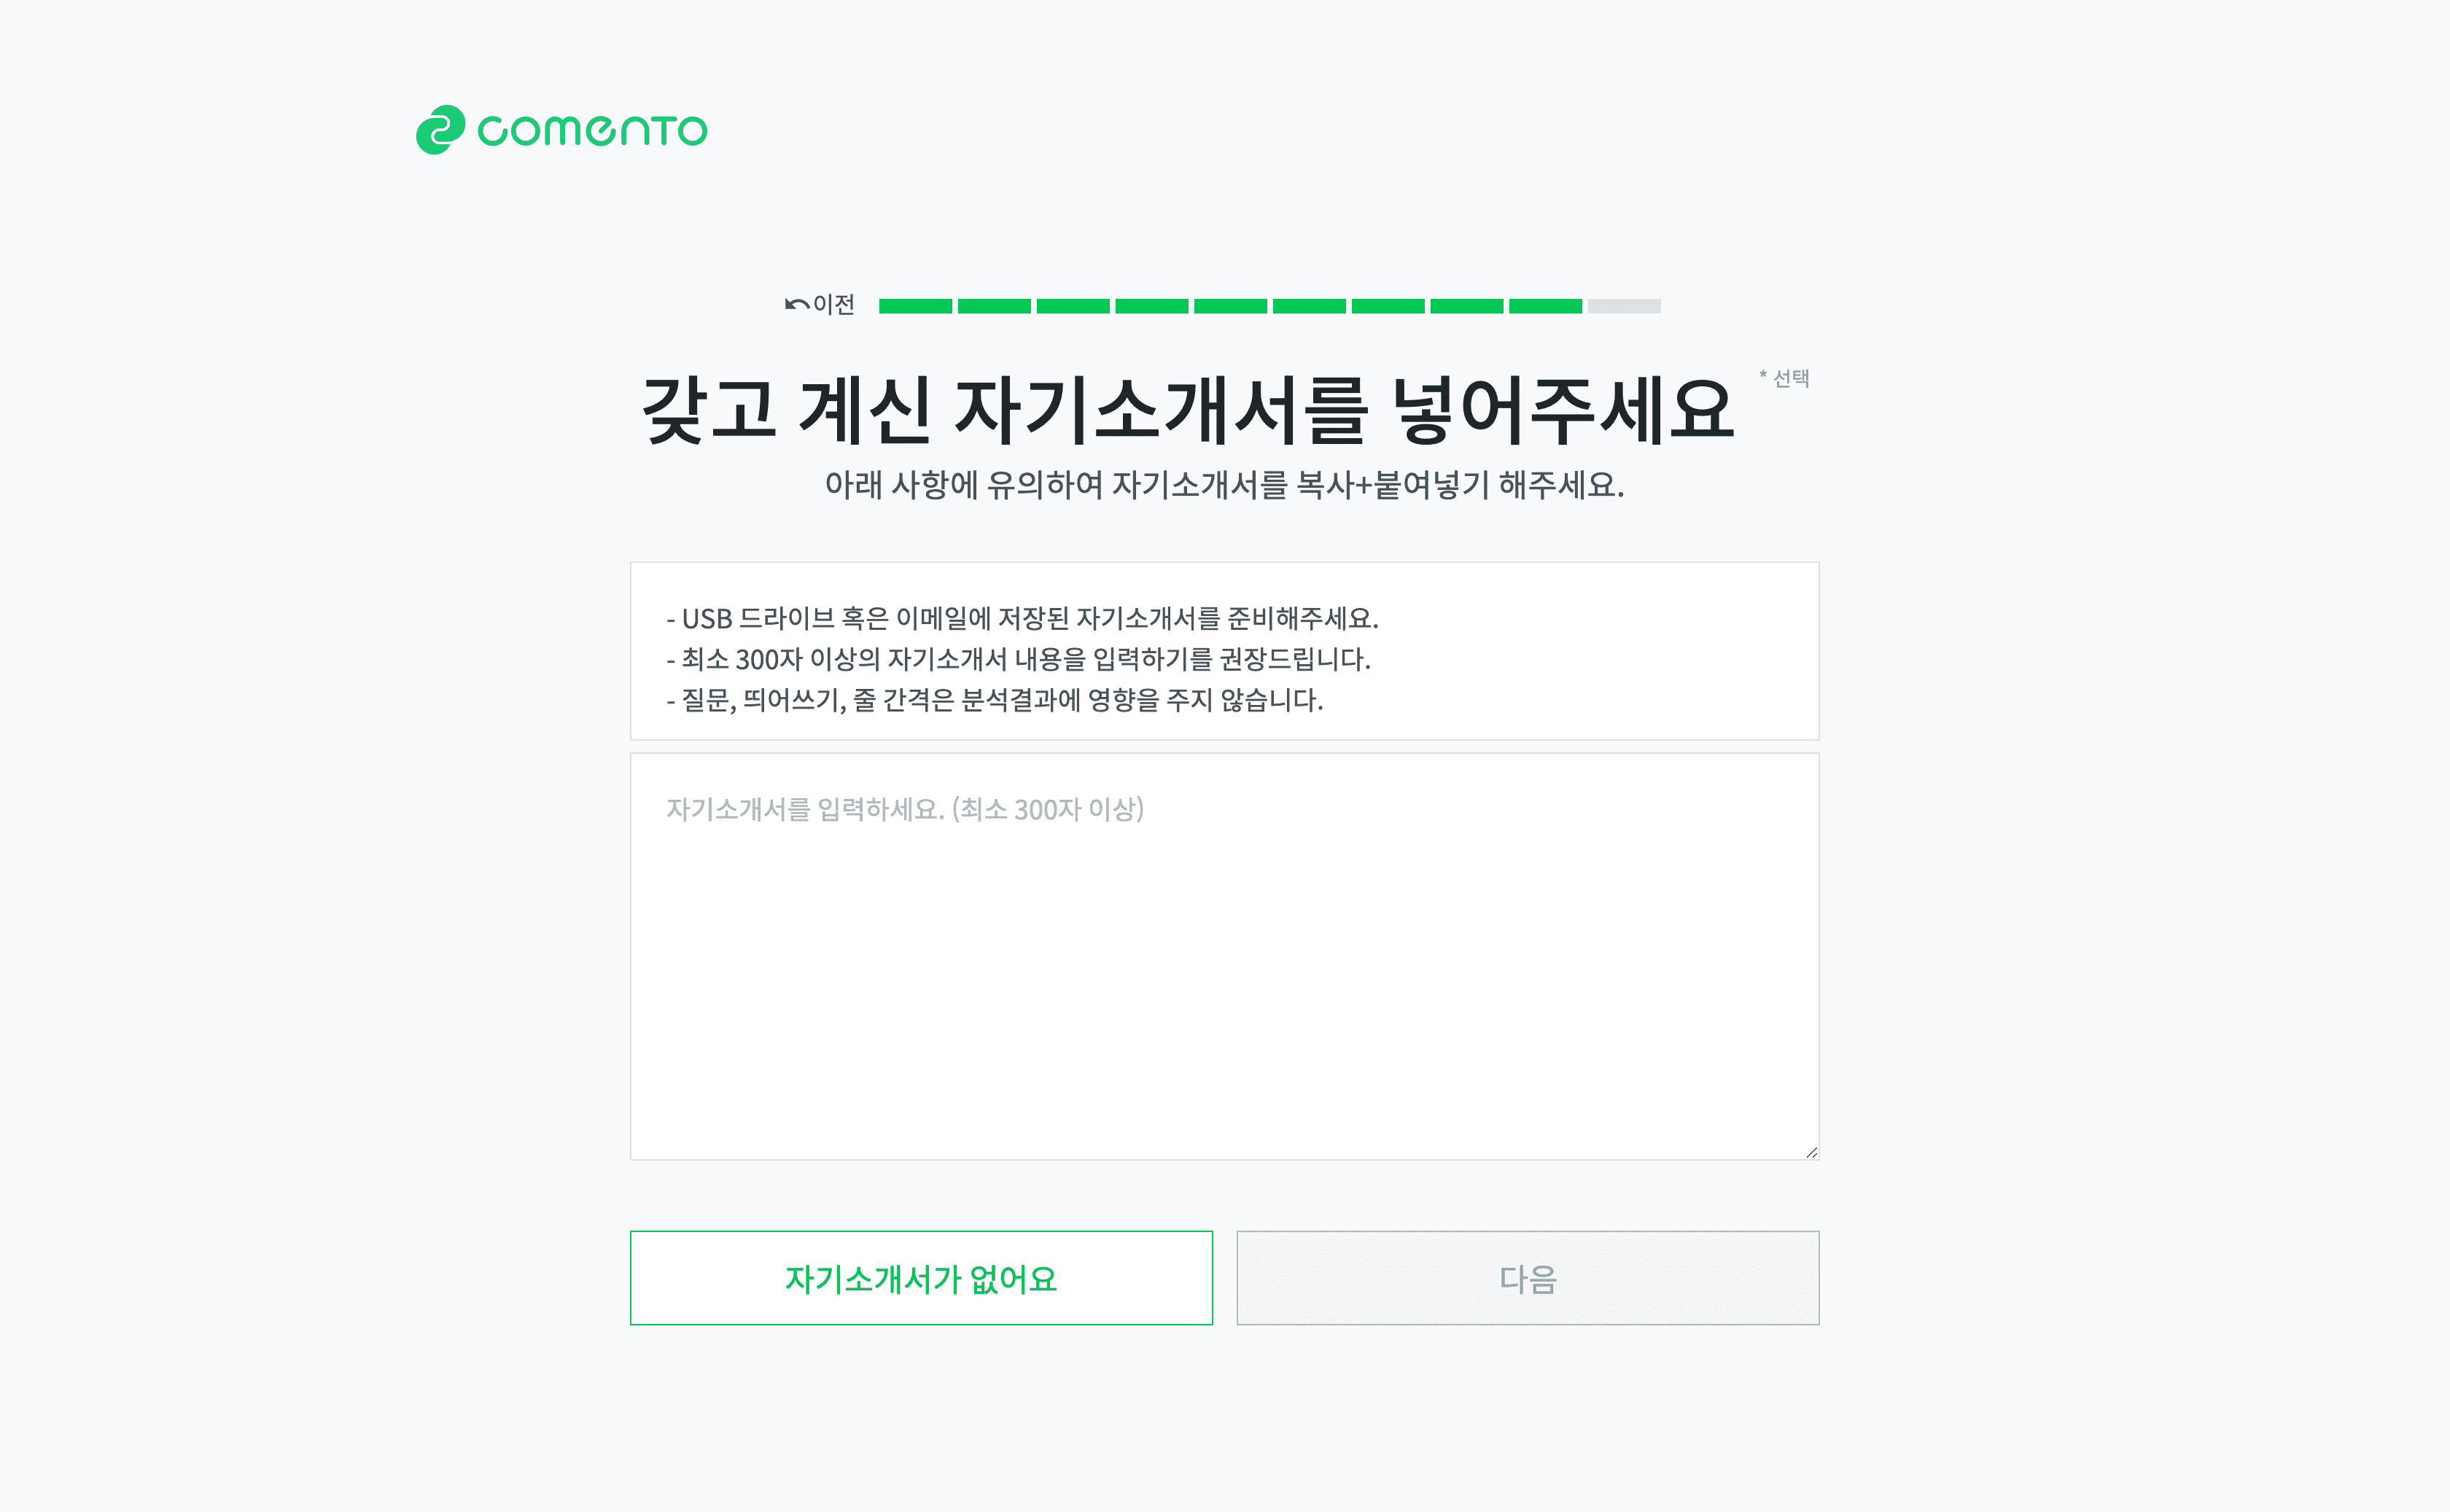 comento
이전
갖고 계신 자기소개서를 넣어주세요 * 선택
아래 사항에 유의하여 자기소개서를 복사+붙여넣기 해주세요.
- USB 드라이브 혹은 이메일에 저장된 자기소개서를 준비해주세요.
- 최소 300자 이상의 자기소개서 내용을 입력하기를 권장드립니다.
- 질문, 띄어쓰기, 줄 간격은 분석결과에 영향을 주지 않습니다.
자기소개서를 입력하세요. (최소 300자 이상)
자기소개서가 없어요
다음